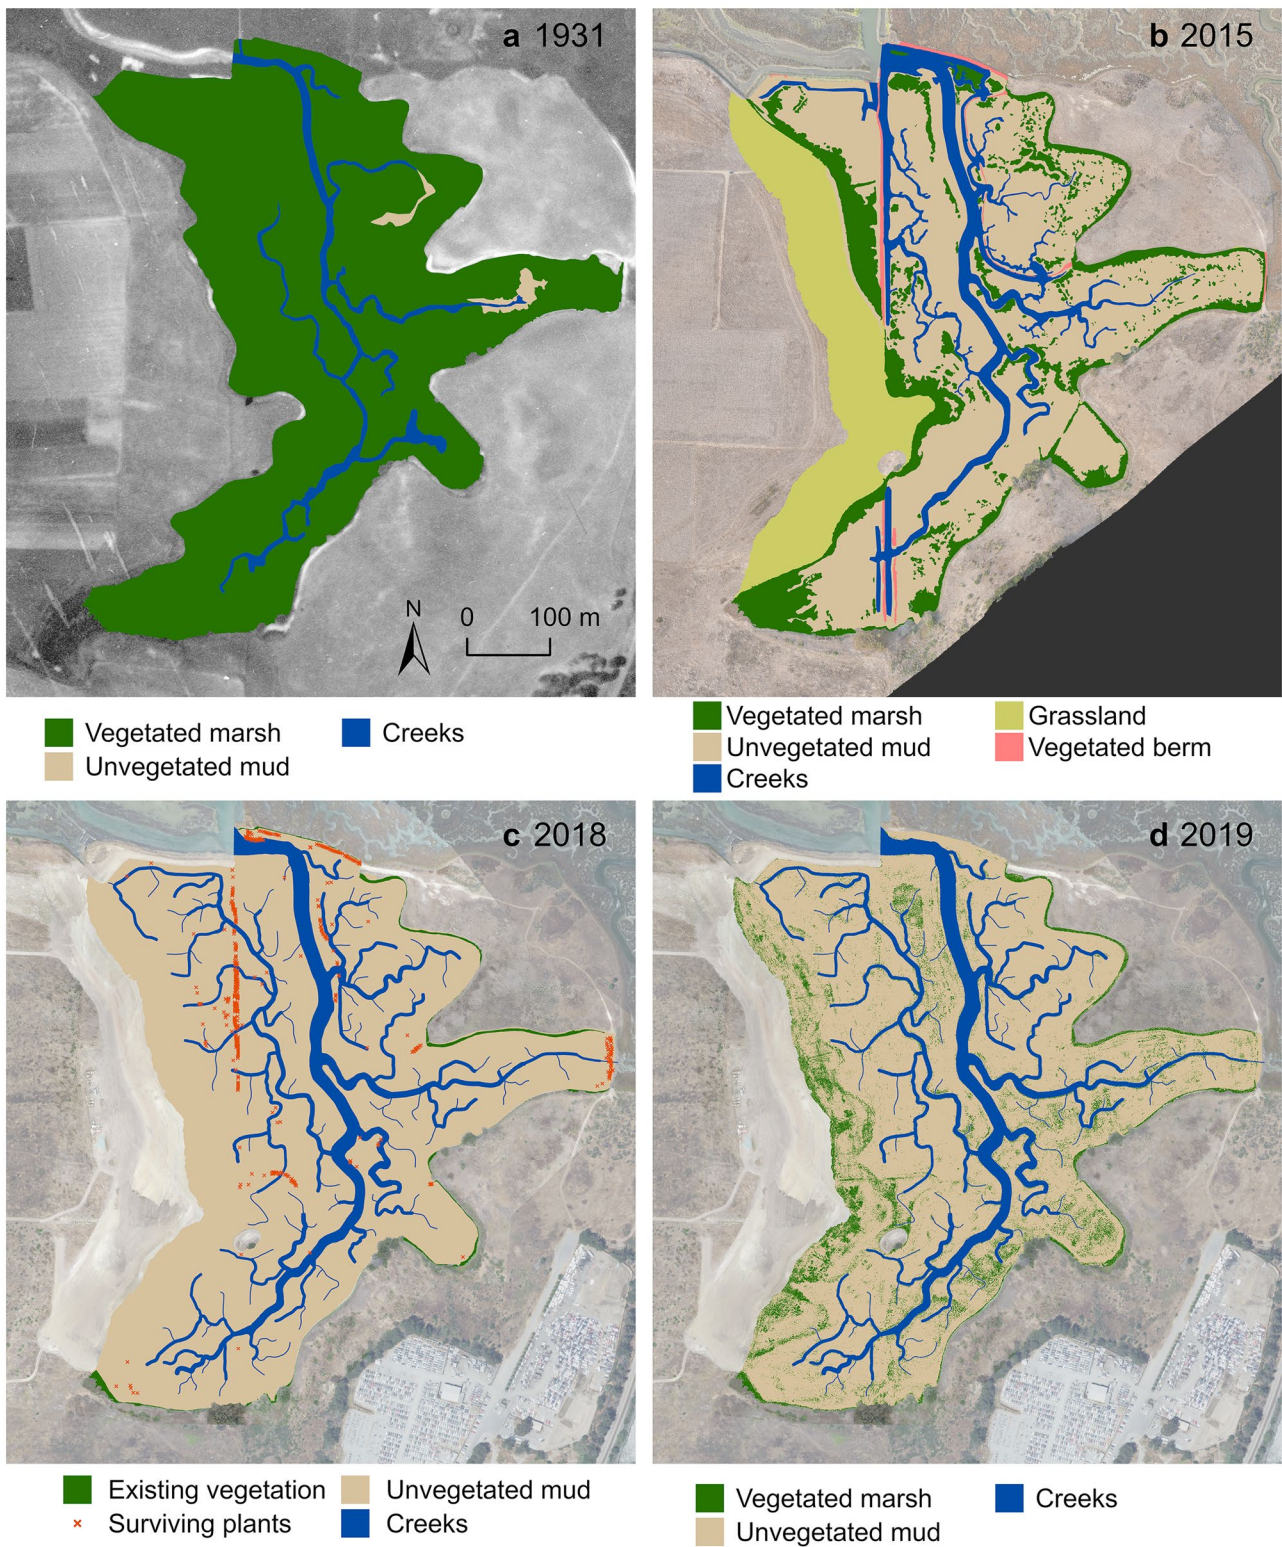 a 1931
N
0 100 m
Vegetated marsh
Creeks
Unvegetated mud
b 2015
Vegetated marsh
Grassland
Unvegetated mud
Vegetated berm
Creeks
c 2018
Existing vegetation
Unvegetated mud
Surviving plants
Creeks
d 2019
Vegetated marsh
Creeks
Unvegetated mud